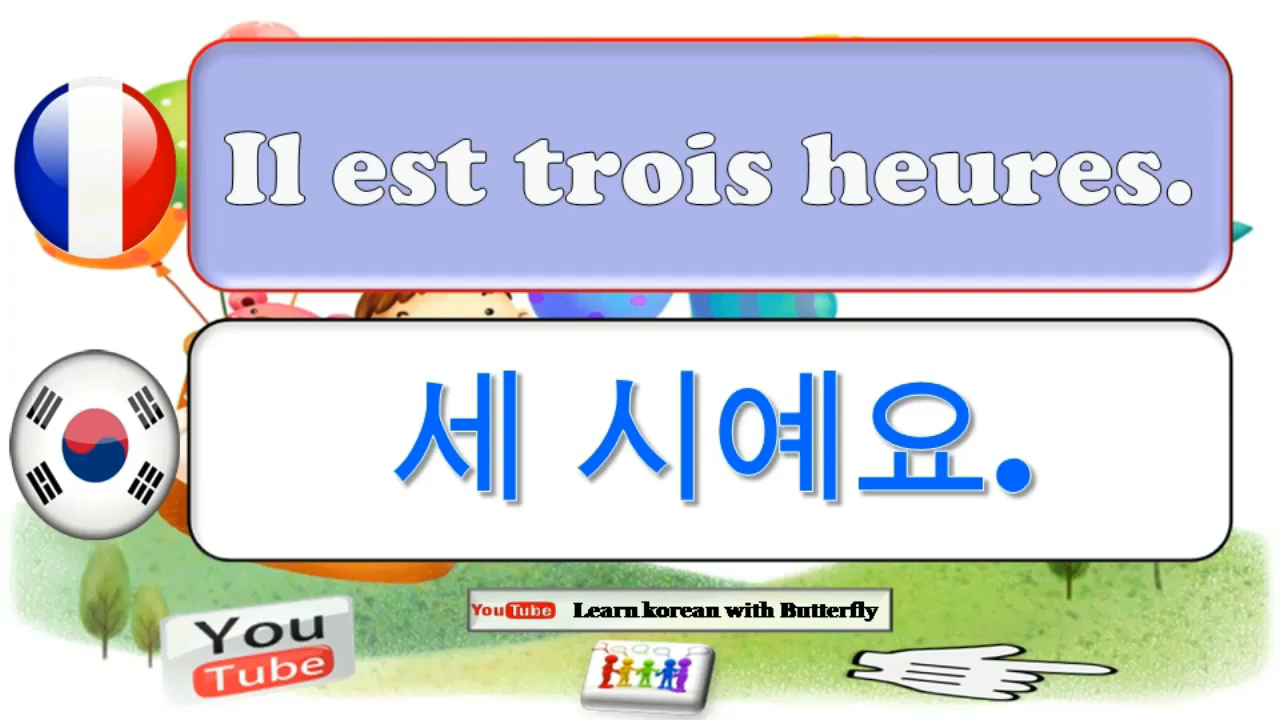 Il est trois heures.
세 시예요.
YouTube Learn korean with Butterfly
You
Tube